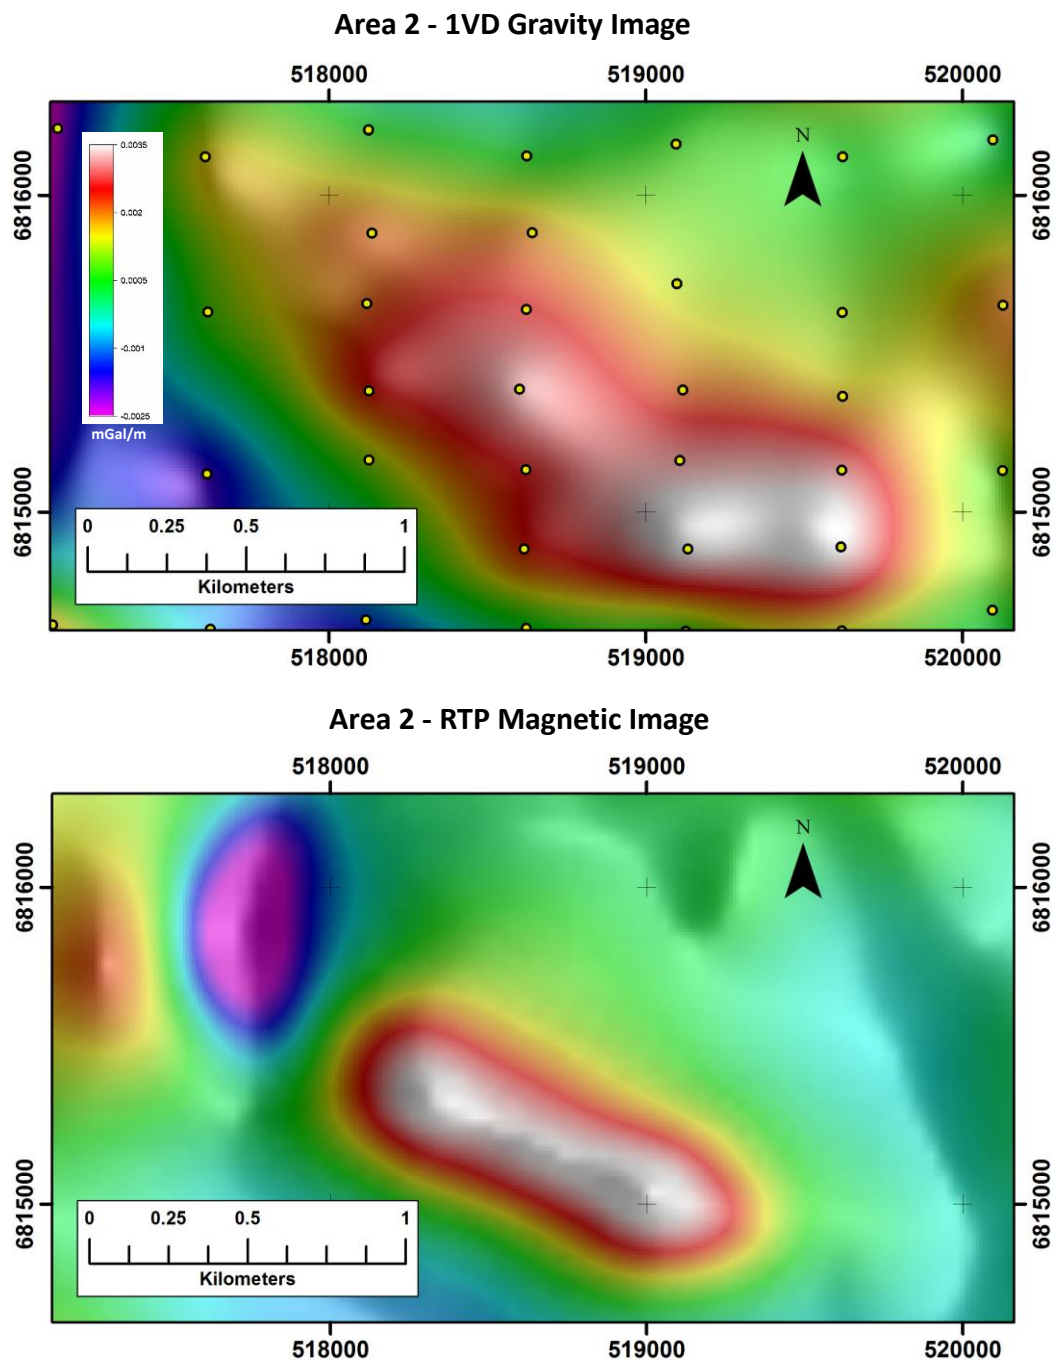 Area 2 - 1VD Gravity Image
518000 519000 520000
N
0.0035
0.002
0.0005
-0.001
-0.0025
mGal/m
6816000 6816000
6815000 6815000
0 0.25 0.5 1
Kilometers
518000 519000 520000
Area 2 - RTP Magnetic Image
518000 519000 520000
N
6816000 6816000
6815000 6815000
0 0.25 0.5 1
Kilometers
518000 519000 520000